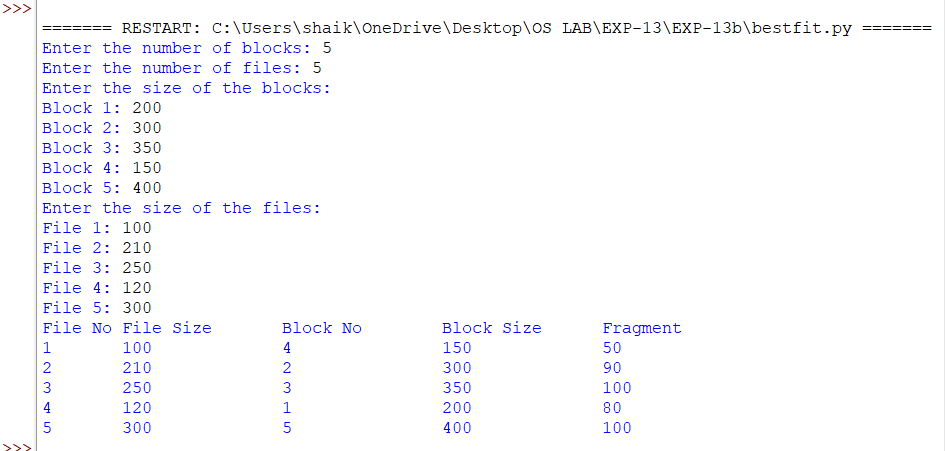 >>>
======= RESTART: C:\Users\shaik\OneDrive\Desktop\OS LAB\EXP-13\EXP-13b\bestfit.py =======
Enter the number of blocks: 5
Enter the number of files: 5
Enter the size of the blocks:
Block 1: 200
Block 2: 300
Block 3: 350
Block 4: 150
Block 5: 400
Enter the size of the files:
File 1: 100
File 2: 210
File 3: 250
File 4: 120
File 5: 300
File No File Size       Block No        Block Size      Fragment
1       100             4               150             50
2       210             2               300             90
3       250             3               350             100
4       120             1               200             80
5       300             5               400             100
>>>